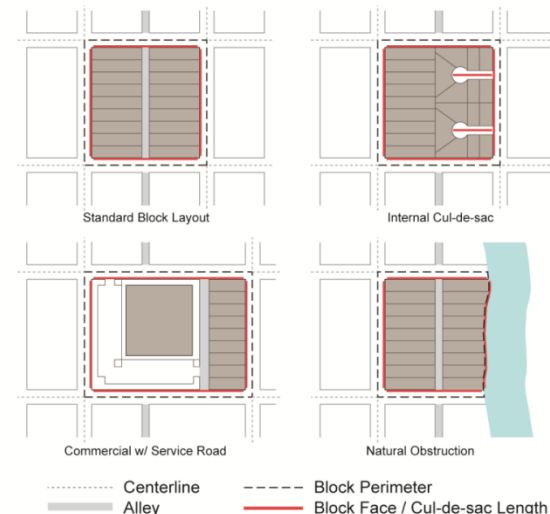 Standard Block Layout
Internal Cul-de-sac
Commercial w/ Service Road
Natural Obstruction
Centerline
Block Perimeter
Alley
Block Face / Cul-de-sac Length